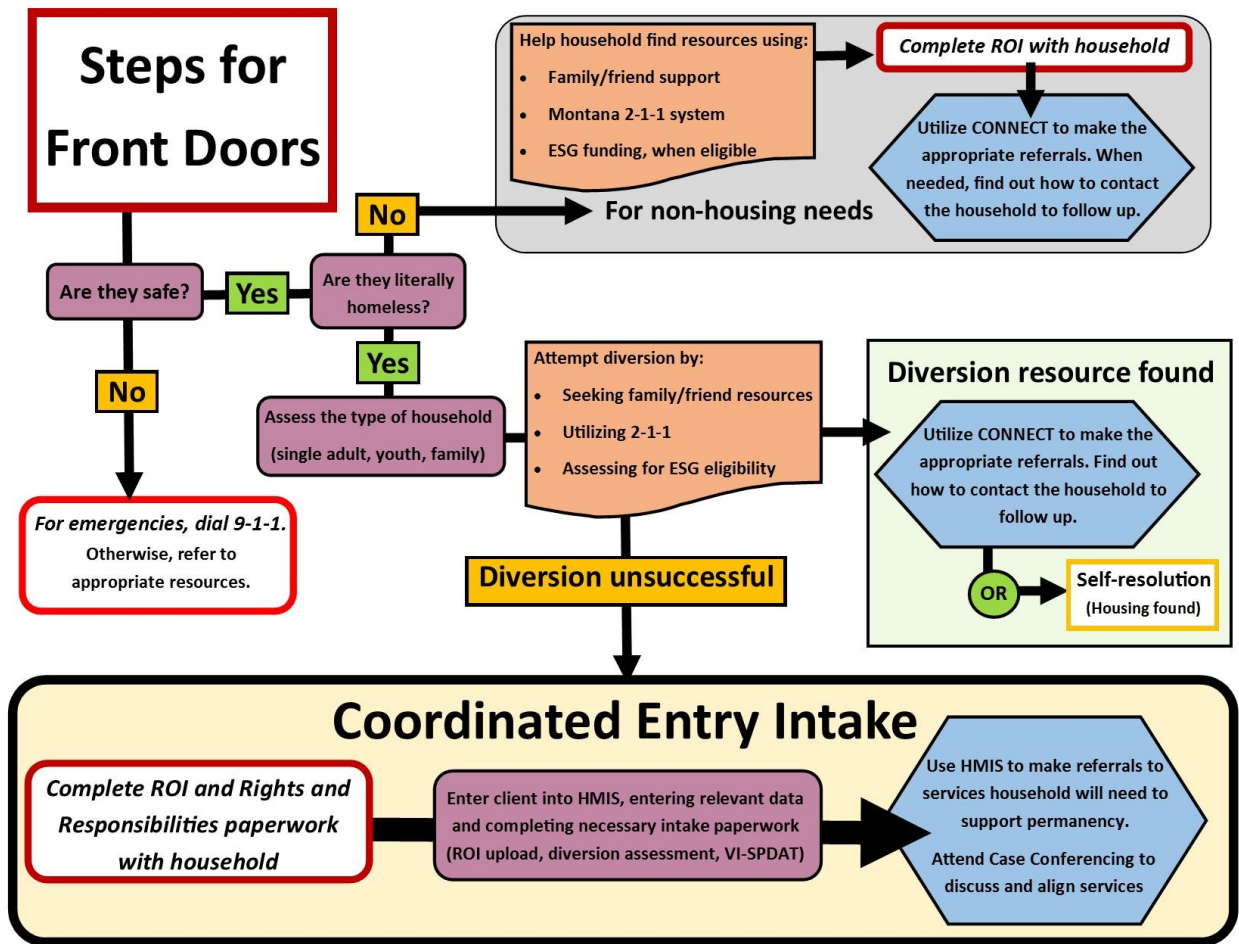 Steps for
Front Doors
Help household find resources using:
• Family/friend support
• Montana 2-1-1 system
• ESG funding, when eligible
Complete ROI with household
Utilize CONNECT to make the
appropriate referrals. When
needed, find out how to contact
the household to follow up.
No
For non-housing needs
Are they safe?
Yes
Are they literally
homeless?
No
Yes
For emergencies, dial 9-1-1.
Otherwise, refer to
appropriate resources.
Assess the type of household
(single adult, youth, family)
Attempt diversion by:
• Seeking family/friend resources
• Utilizing 2-1-1
• Assessing for ESG eligibility
Diversion resource found
Utilize CONNECT to make the
appropriate referrals. Find out
how to contact the household to
follow up.
OR
Self-resolution
(Housing found)
Diversion unsuccessful
Coordinated Entry Intake
Complete ROI and Rights and
Responsibilities paperwork
with household
Enter client into HMIS, entering relevant data
and completing necessary intake paperwork
(ROI upload, diversion assessment, VI-SPDAT)
Use HMIS to make referrals to
services household will need to
support permanency.
Attend Case Conferencing to
discuss and align services